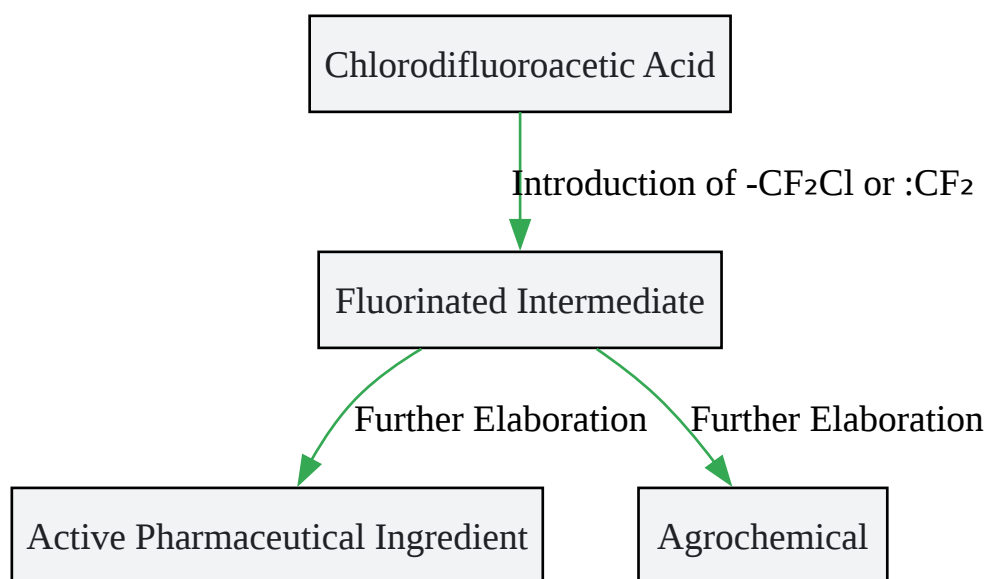 Chlorodifluoroacetic Acid
Introduction of -CF₂Cl or :CF₂
Fluorinated Intermediate
Further Elaboration
Further Elaboration
Active Pharmaceutical Ingredient
Agrochemical